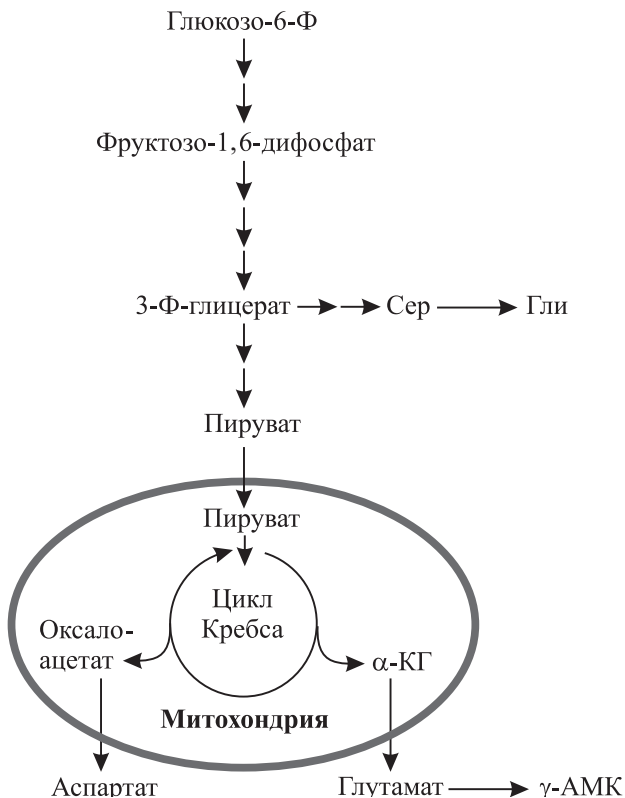 Глюкозо-6-Ф
Фруктозо-1,6-дифосфат
3-Ф-глицерат
Сер
Гли
Пируват
Пируват
Цикл
Кребса
Оксало-
ацетат
α-КГ
Митохондрия
Аспартат
Глутамат
γ-АМК